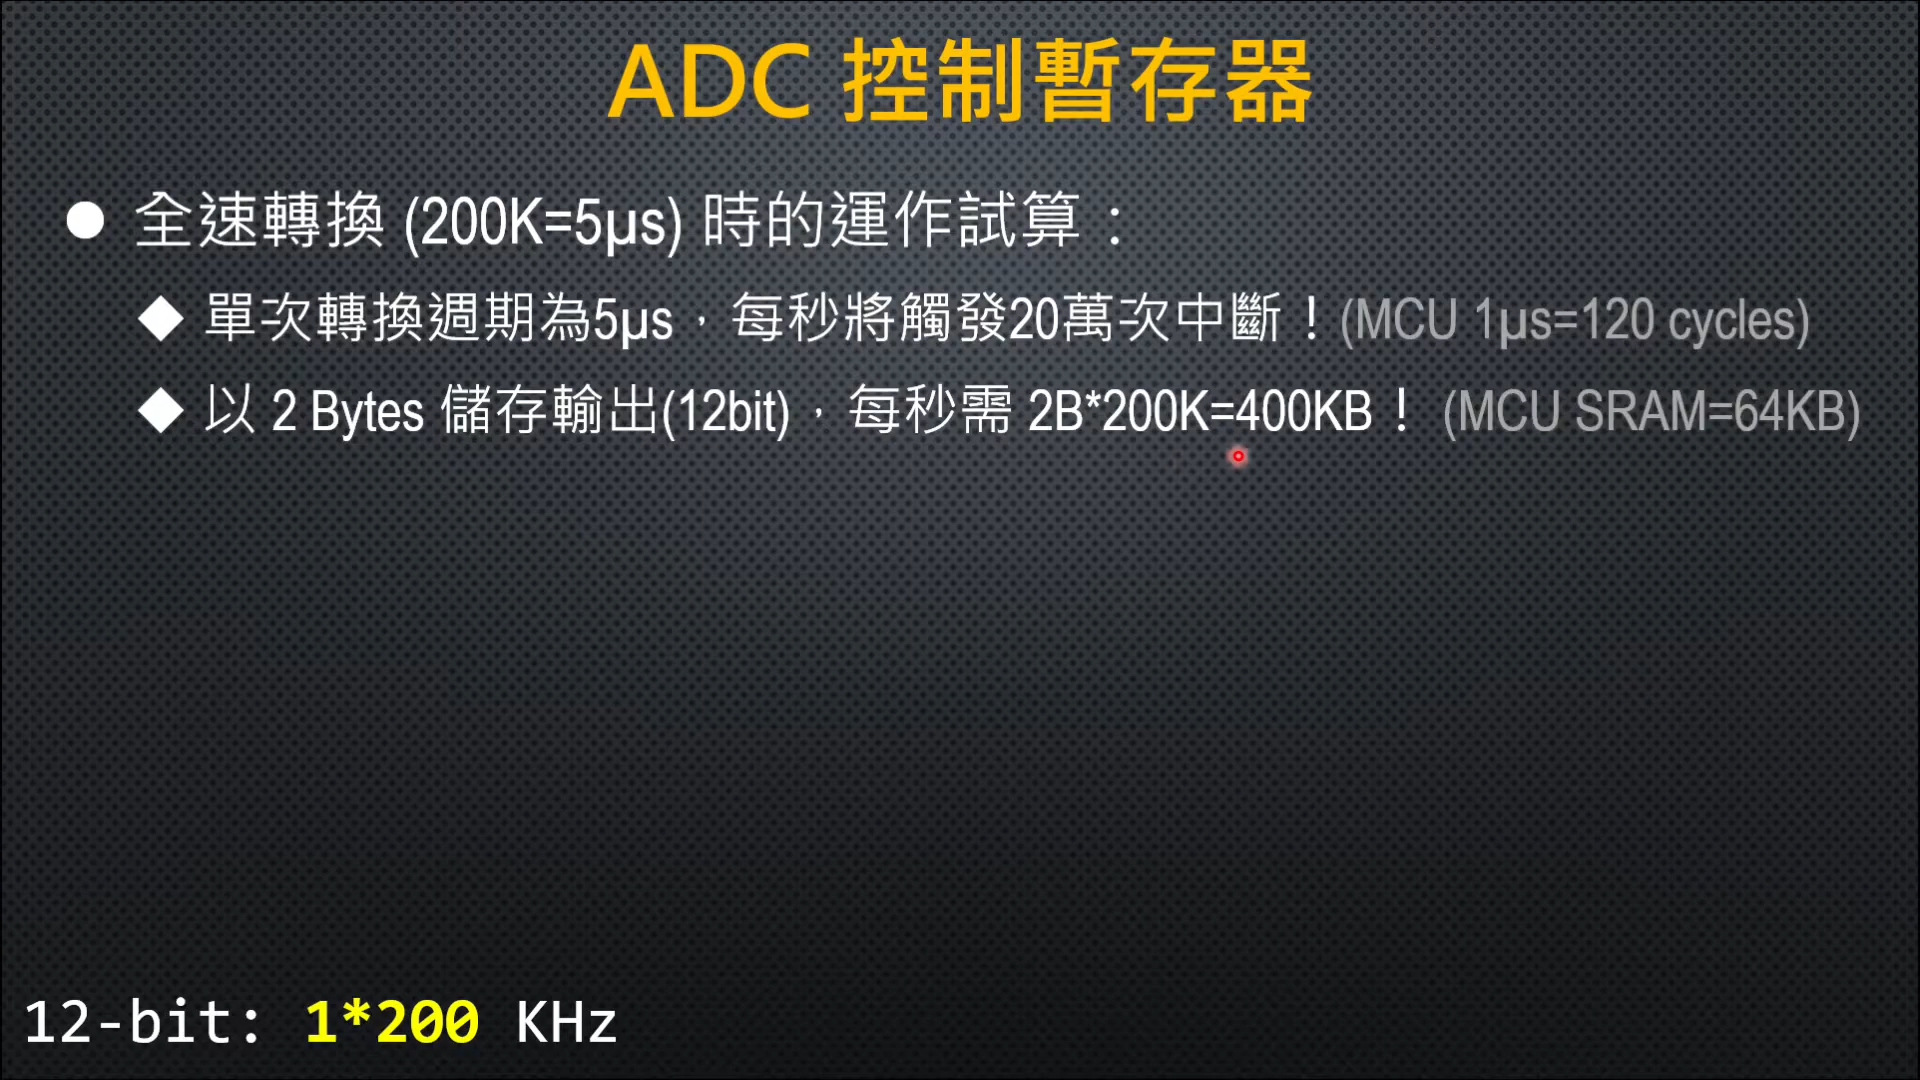 ADC 控制暫存器
● 全速轉換 (200K=5μs) 時的運作試算：
◆ 單次轉換週期為5μs，每秒將觸發20萬次中斷！(MCU 1μs=120 cycles)
◆ 以 2 Bytes 儲存輸出(12bit)，每秒需 2B*200K=400KB！ (MCU SRAM=64KB)
12-bit: 1*200 KHz